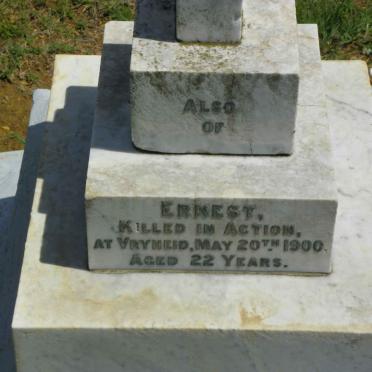 ALSO
OF
ERNEST,
KILLED IN ACTION,
AT VRYHEID, MAY 20TH 1900.
AGED 22 YEARS.